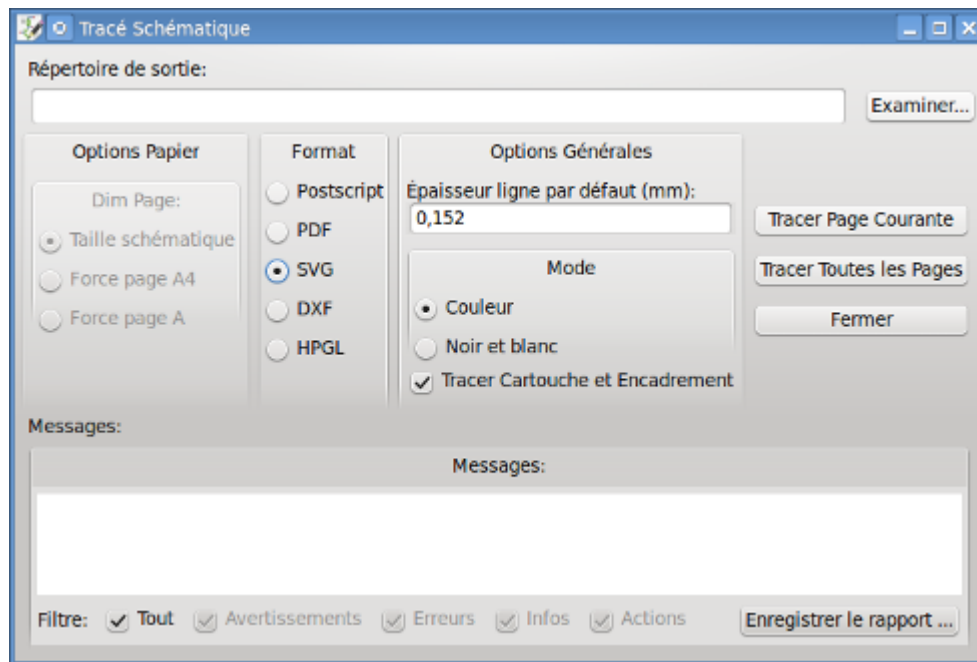 Tracé Schématique
Répertoire de sortie:
Examiner...
Options Papier
Dim Page:
Taille schématique
Force page A4
Force page A
Format
Postscript
PDF
SVG
DXF
HPGL
Options Générales
Épaisseur ligne par défaut (mm):
0,152
Mode
Couleur
Noir et blanc
Tracer Cartouche et Encadrement
Tracer Page Courante
Tracer Toutes les Pages
Fermer
Messages:
Messages:
Filtre: Tout Avertissements Erreurs Infos Actions Enregistrer le rapport ...